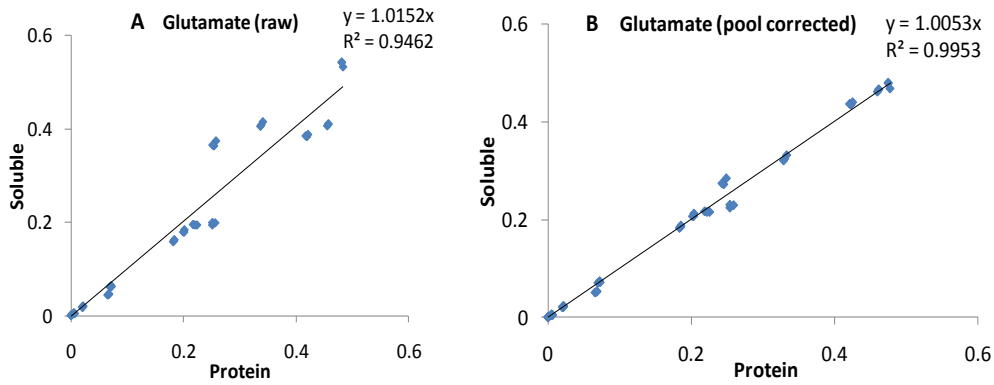 A Glutamate (raw)
y = 1.0152x
R² = 0.9462
0.6
0.4
0.2
0
Soluble
0
0.2
0.4
0.6
Protein
B Glutamate (pool corrected)
y = 1.0053x
R² = 0.9953
0.6
0.4
0.2
0
Soluble
0
0.2
0.4
0.6
Protein